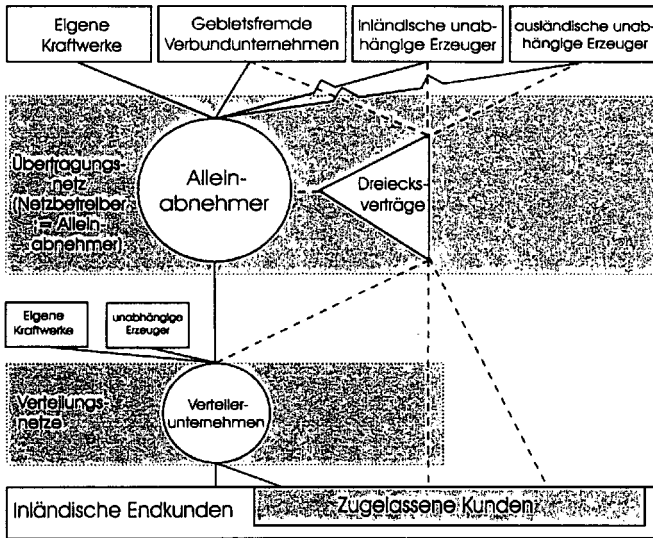 Eigene
Kraftwerke
Gebietsfremde
Verbundunternehmen
inländische unab-
hängige Erzeuger
ausländische unab-
hängige Erzeuger
Übertragungs-
netz
(Netzbetreiber
= Allein-
abnehmer)
Allein-
abnehmer
Dreiecks-
verträge
Eigene
Kraftwerke
unabhängige
Erzeuger
Verteilungs-
netze
Verteiler-
unternehmen
Inländische Endkunden
Zugelassene Kunden